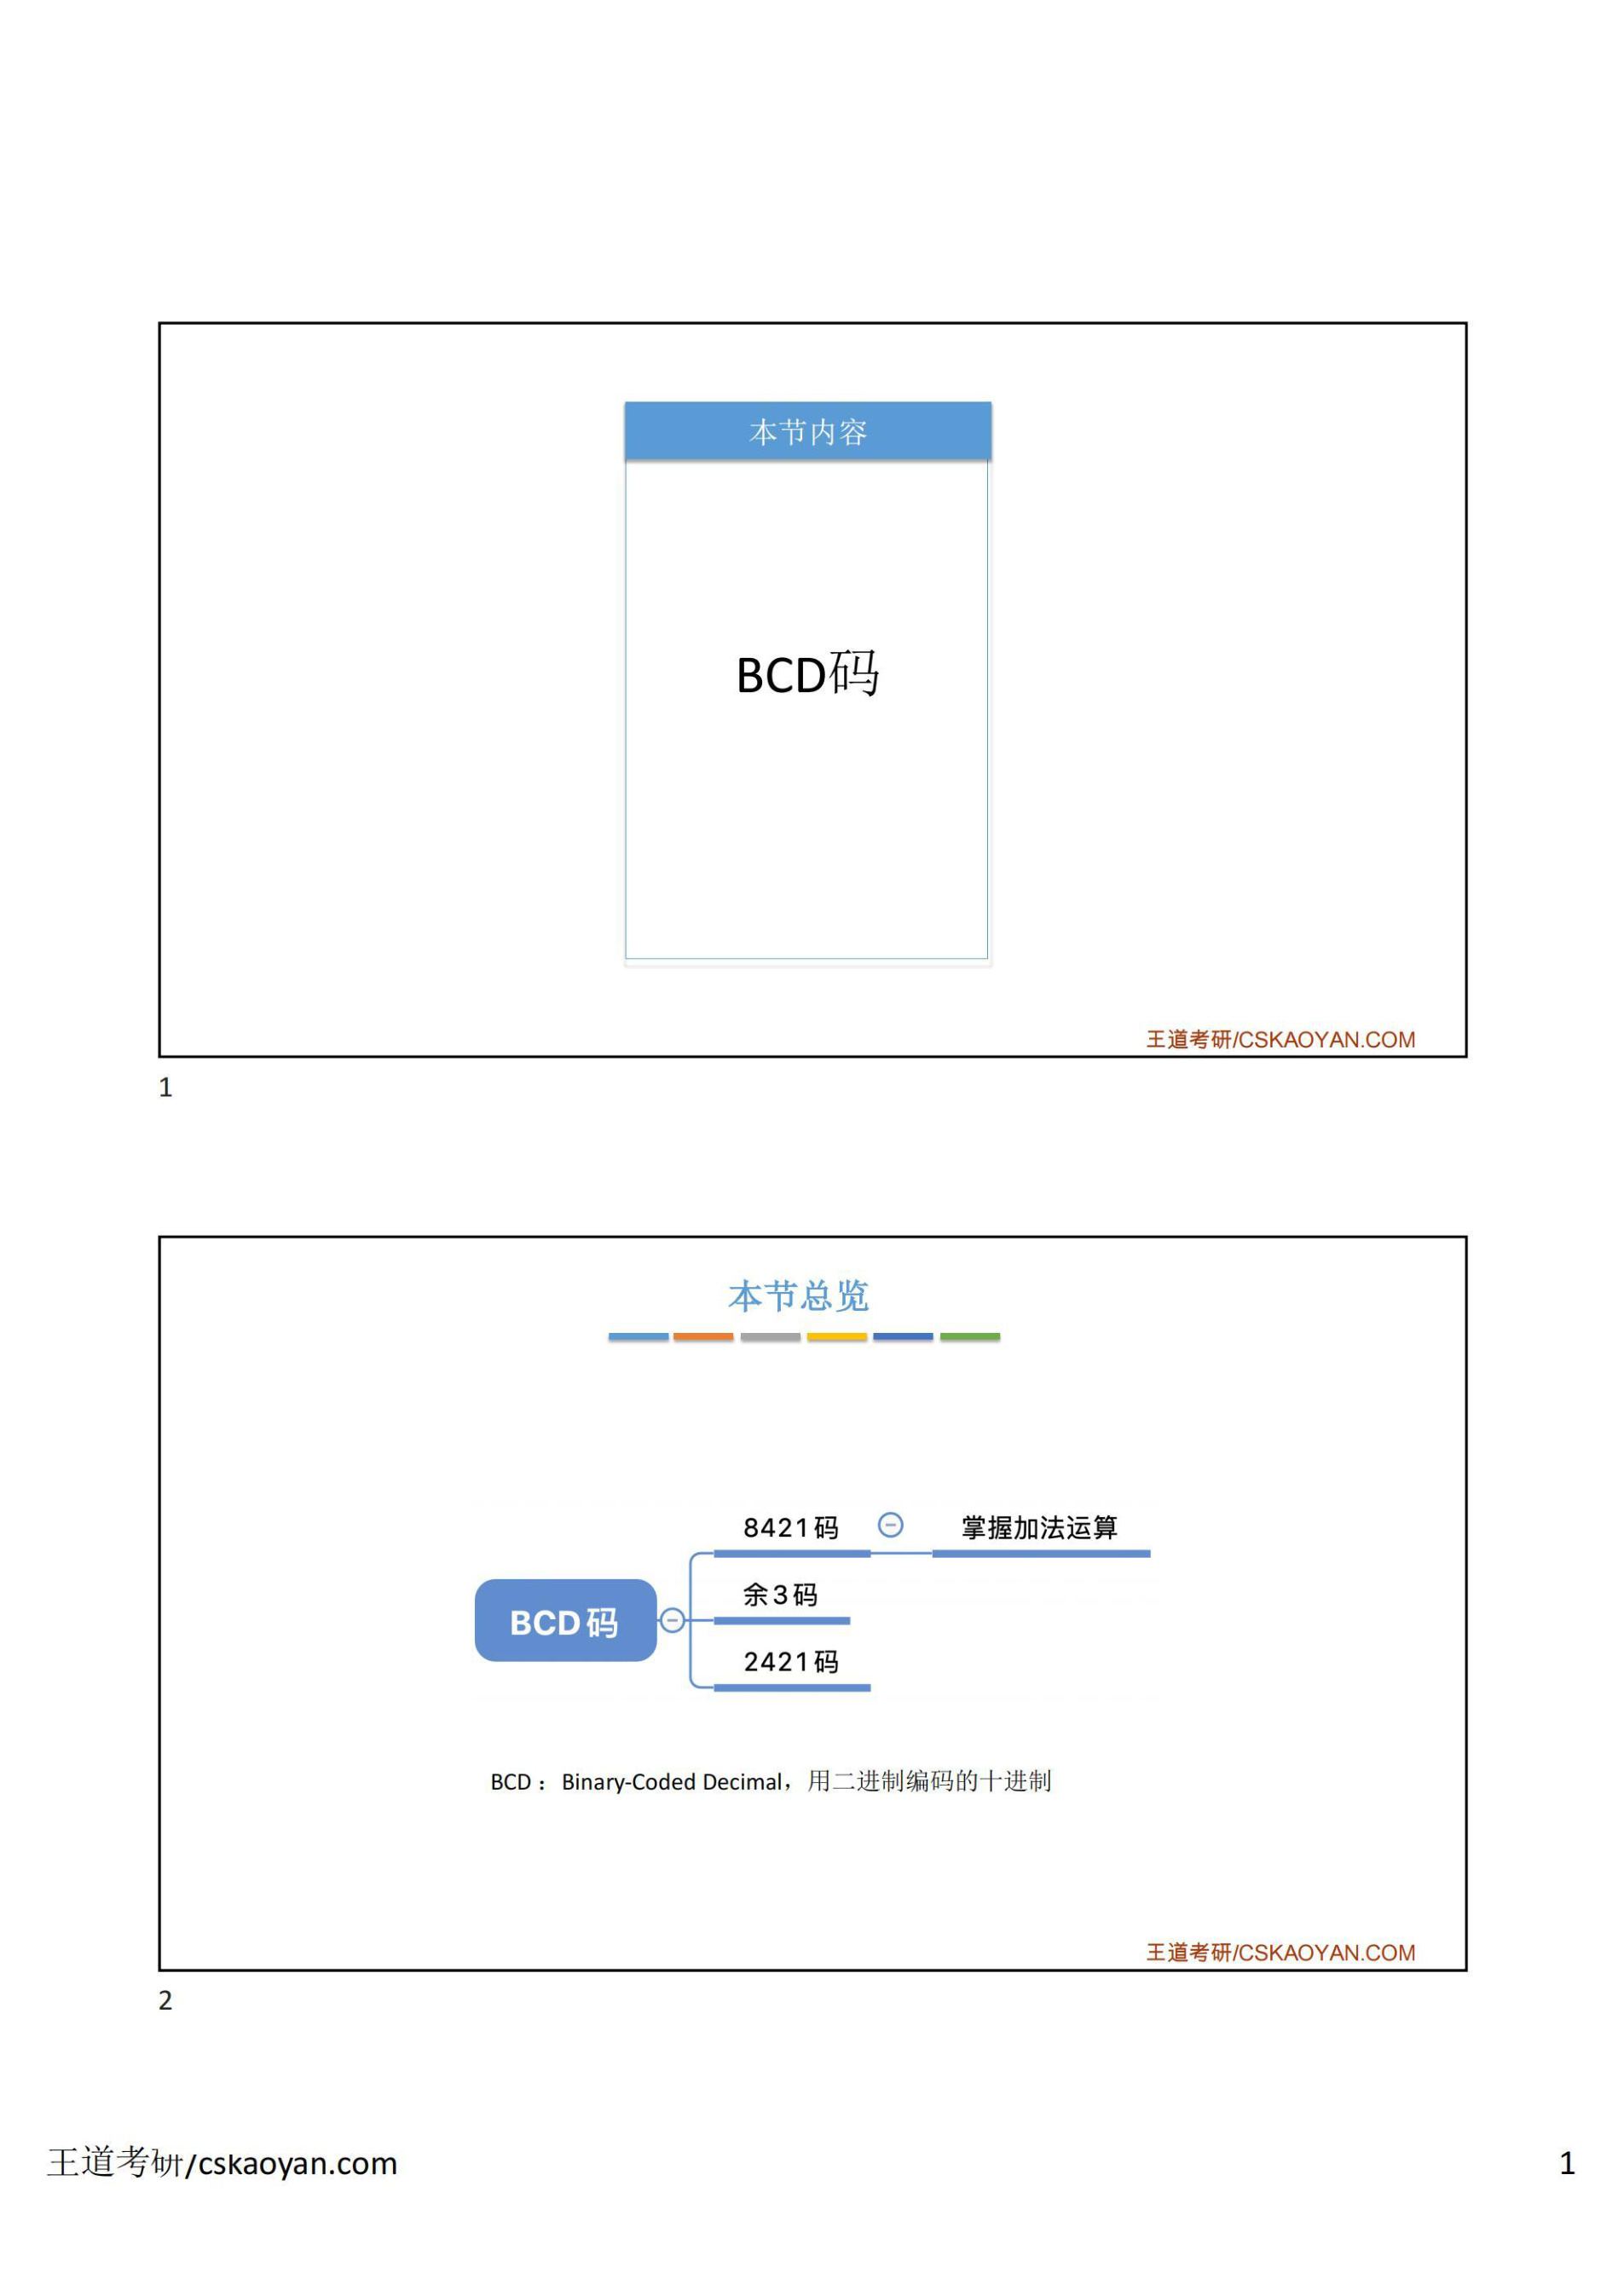 本节内容
BCD码
王道考研/CSKAOYAN.COM
1
本节总览
8421码 掌握加法运算
余3码
BCD码
2421码
BCD： Binary-Coded Decimal，用二进制编码的十进制
王道考研/CSKAOYAN.COM
2
王道考研/cskaoyan.com 1